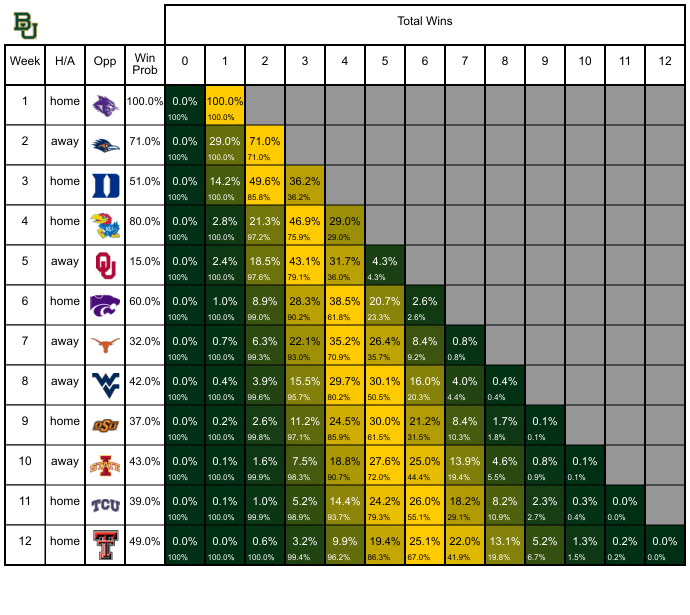 BU
Total Wins
Week H/A Opp Win Prob 0 1 2 3 4 5 6 7 8 9 10 11 12
1 home 100.0% 0.0% 100.0%
100% 100.0%
2 away 71.0% 0.0% 29.0% 71.0%
100% 100.0% 71.0%
3 home D 51.0% 0.0% 14.2% 49.6% 36.2%
100% 100.0% 85.8% 36.2%
4 home KU 80.0% 0.0% 2.8% 21.3% 46.9% 29.0%
100% 100.0% 97.2% 75.9% 29.0%
5 away OU 15.0% 0.0% 2.4% 18.5% 43.1% 31.7% 4.3%
100% 100.0% 97.6% 79.1% 36.0% 4.3%
6 home 60.0% 0.0% 1.0% 8.9% 28.3% 38.5% 20.7% 2.6%
100% 100.0% 99.0% 90.2% 61.8% 23.3% 2.6%
7 away 32.0% 0.0% 0.7% 6.3% 22.1% 35.2% 26.4% 8.4% 0.8%
100% 100.0% 99.3% 93.0% 70.9% 35.7% 9.2% 0.8%
8 away WV 42.0% 0.0% 0.4% 3.9% 15.5% 29.7% 30.1% 16.0% 4.0% 0.4%
100% 100.0% 99.6% 95.7% 80.2% 50.5% 20.3% 4.4% 0.4%
9 home OSU 37.0% 0.0% 0.2% 2.6% 11.2% 24.5% 30.0% 21.2% 8.4% 1.7% 0.1%
100% 100.0% 99.8% 97.1% 85.9% 61.5% 31.5% 10.3% 1.8% 0.1%
10 away I STATE 43.0% 0.0% 0.1% 1.6% 7.5% 18.8% 27.6% 25.0% 13.9% 4.6% 0.8% 0.1%
100% 100.0% 99.9% 98.3% 90.7% 72.0% 44.4% 19.4% 5.5% 0.9% 0.1%
11 home TCU 39.0% 0.0% 0.1% 1.0% 5.2% 14.4% 24.2% 26.0% 18.2% 8.2% 2.3% 0.3% 0.0%
100% 100.0% 99.9% 98.9% 93.7% 79.3% 55.1% 29.1% 10.9% 2.7% 0.4% 0.0%
12 home T 49.0% 0.0% 0.0% 0.6% 3.2% 9.9% 19.4% 25.1% 22.0% 13.1% 5.2% 1.3% 0.2% 0.0%
100% 100.0% 100.0% 99.4% 96.2% 86.3% 67.0% 41.9% 19.8% 6.7% 1.5% 0.2% 0.0%